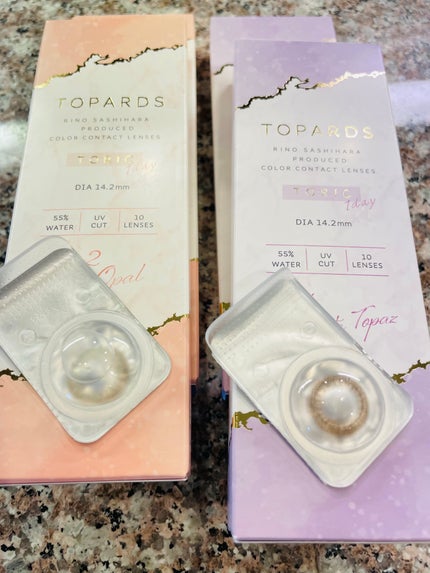 TOPARDS
RINO SASHIHARA
PRODUCED
COLOR CONTACT LENSES
TORIC
1day
DIA 14.2mm
55%
WATER
UV
CUT
10
LENSES
Opal
TOPARDS
RINO SASHIHARA
PRODUCED
COLOR CONTACT LENSES
TORIC
1day
DIA 14.2mm
55%
WATER
UV
CUT
10
LENSES
Topaz